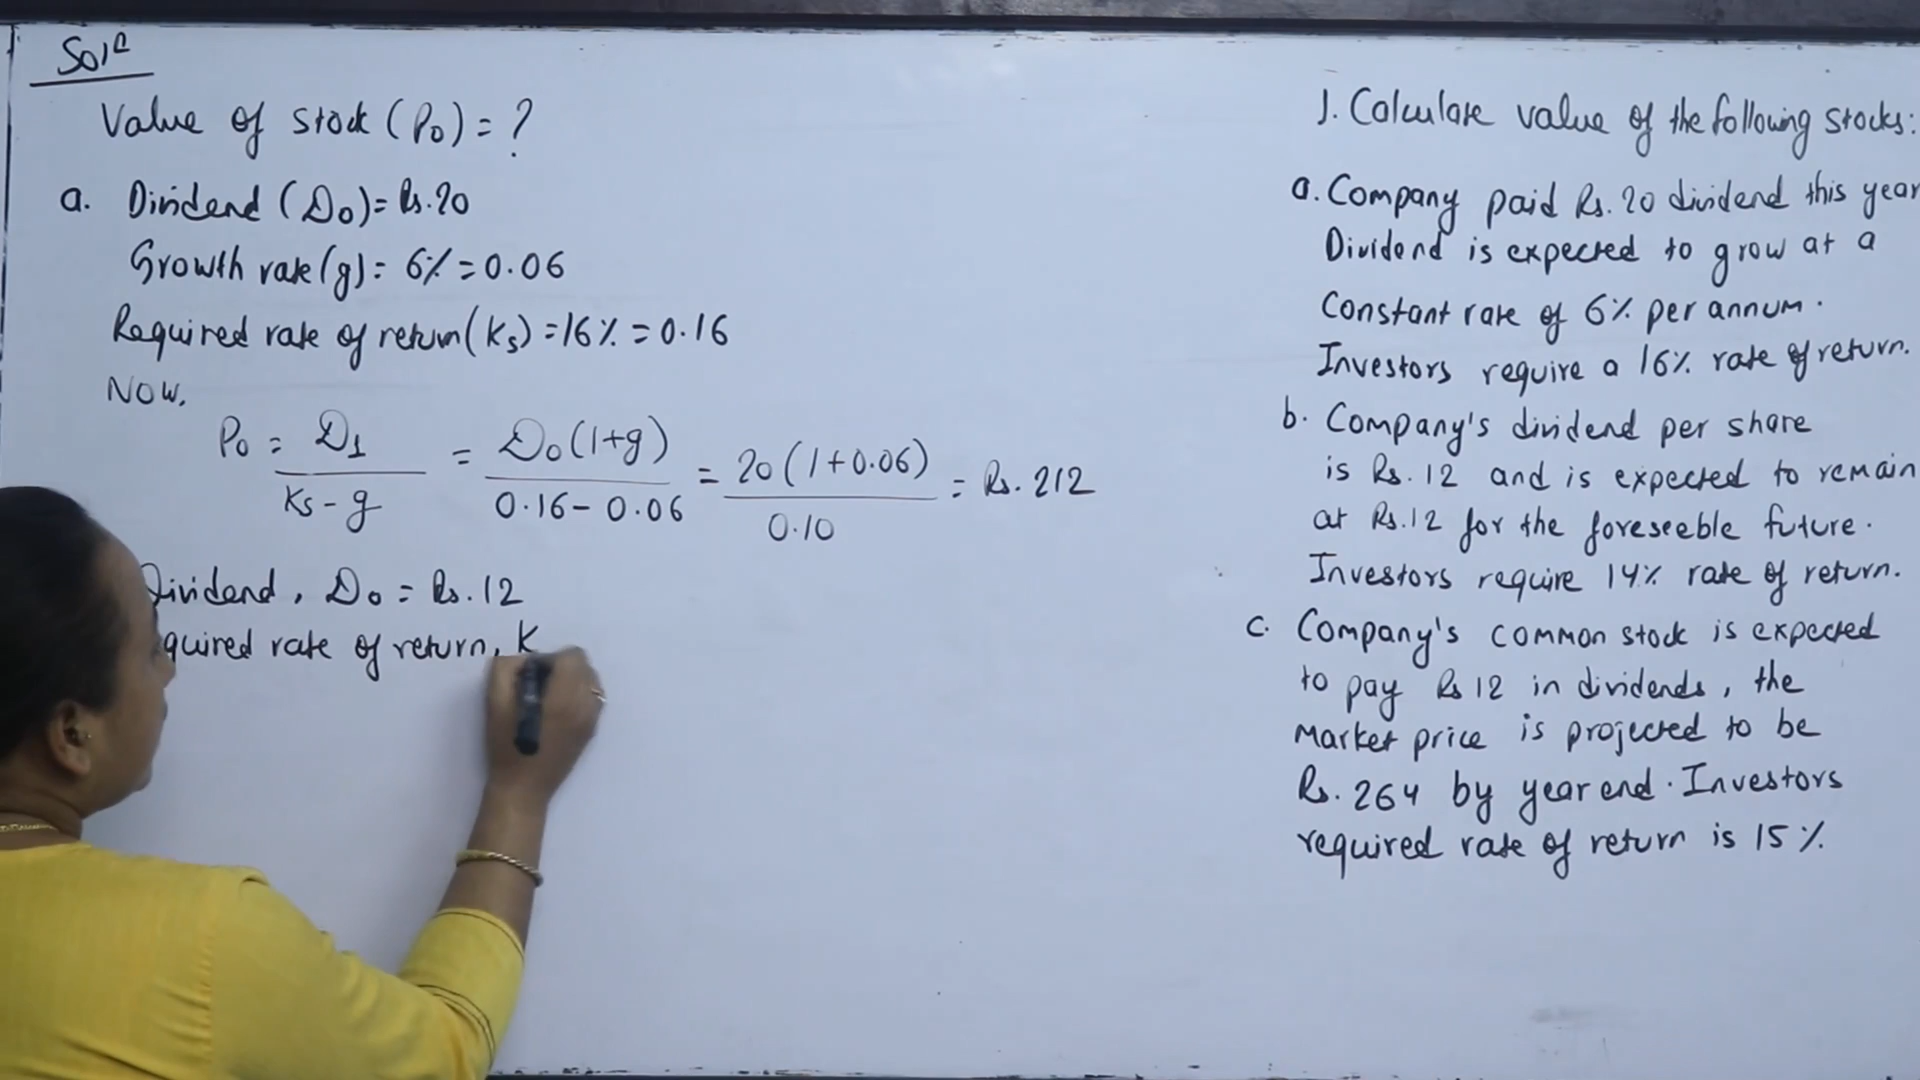 Solⁿ
Value of stock (P₀) = ?
a. Dividend (D₀) = Rs. 20
Growth rate (g) = 6% = 0.06
Required rate of return (Ks) = 16% = 0.16
Now,
P₀ = D₁ / Ks - g = D₀ (1+g) / 0.16 - 0.06 = 20 (1+0.06) / 0.10 = Rs. 212
Dividend, D₀ = Rs. 12
quired rate of return, K
1. Calculate value of the following stocks:
a. Company paid Rs. 20 dividend this year
Dividend is expected to grow at a
Constant rate of 6% per annum.
Investors require a 16% rate of return.
b. Company's dividend per share
is Rs. 12 and is expected to remain
at Rs. 12 for the foreseeble future.
Investors require 14% rate of return.
c. Company's common stock is expected
to pay Rs 12 in dividends, the
market price is projected to be
Rs. 264 by year end. Investors
required rate of return is 15%.